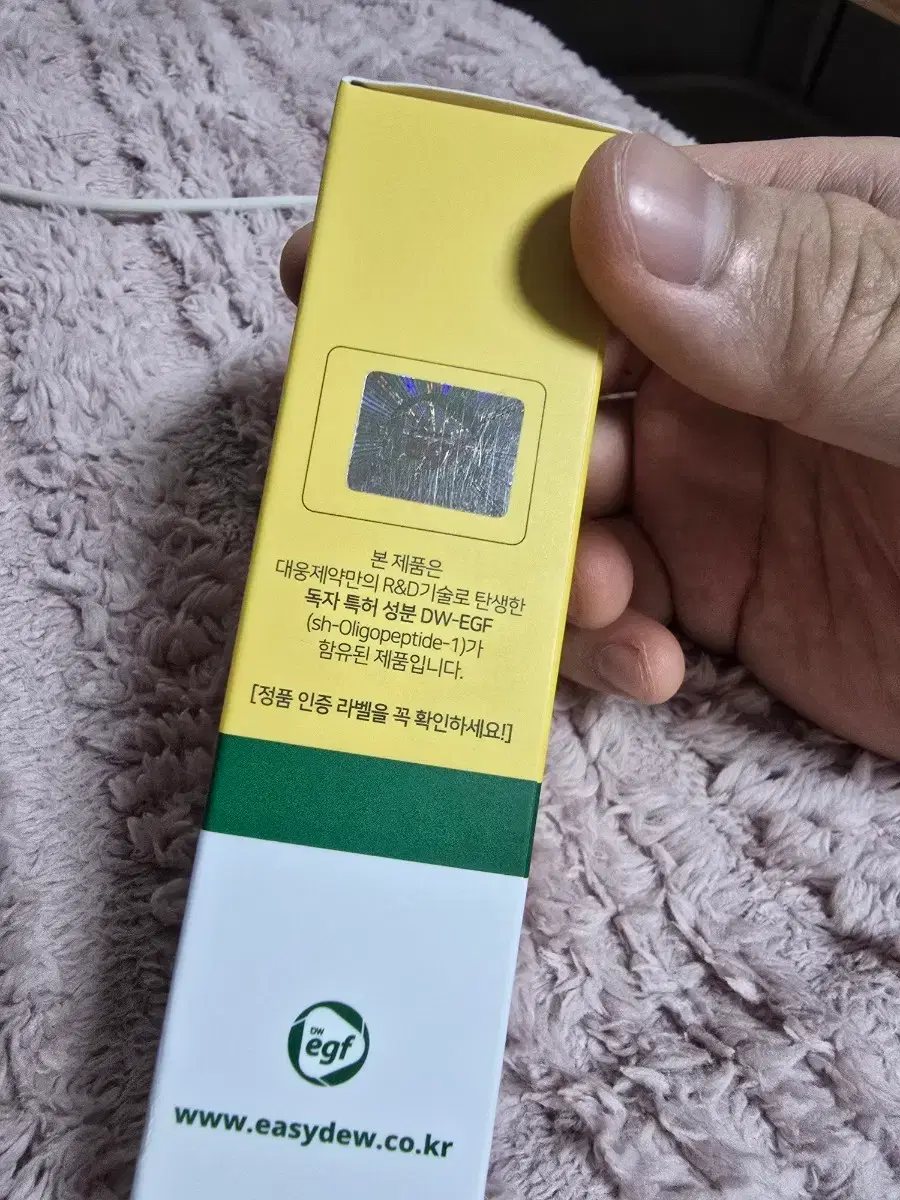 본 제품은
대웅제약만의 R&D기술로 탄생한
독자 특허 성분 DW-EGF
(sh-Oligopeptide-1)가
함유된 제품입니다.
[정품 인증 라벨을 꼭 확인하세요!]
DW
egf
www.easydew.co.kr